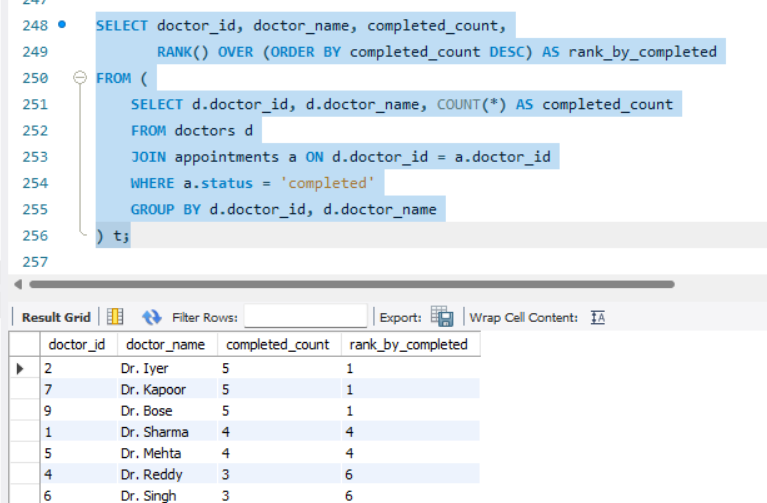 248 SELECT doctor_id, doctor_name, completed_count,
249 RANK() OVER (ORDER BY completed_count DESC) AS rank_by_completed
250 FROM (
251 SELECT d.doctor_id, d.doctor_name, COUNT(*) AS completed_count
252 FROM doctors d
253 JOIN appointments a ON d.doctor_id = a.doctor_id
254 WHERE a.status = 'completed'
255 GROUP BY d.doctor_id, d.doctor_name
256 ) t;
257
Result Grid Filter Rows: Export: Wrap Cell Content: IA
doctor_id doctor_name completed_count rank_by_completed
2 Dr. Iyer 5 1
7 Dr. Kapoor 5 1
9 Dr. Bose 5 1
1 Dr. Sharma 4 4
5 Dr. Mehta 4 4
4 Dr. Reddy 3 6
6 Dr. Singh 3 6